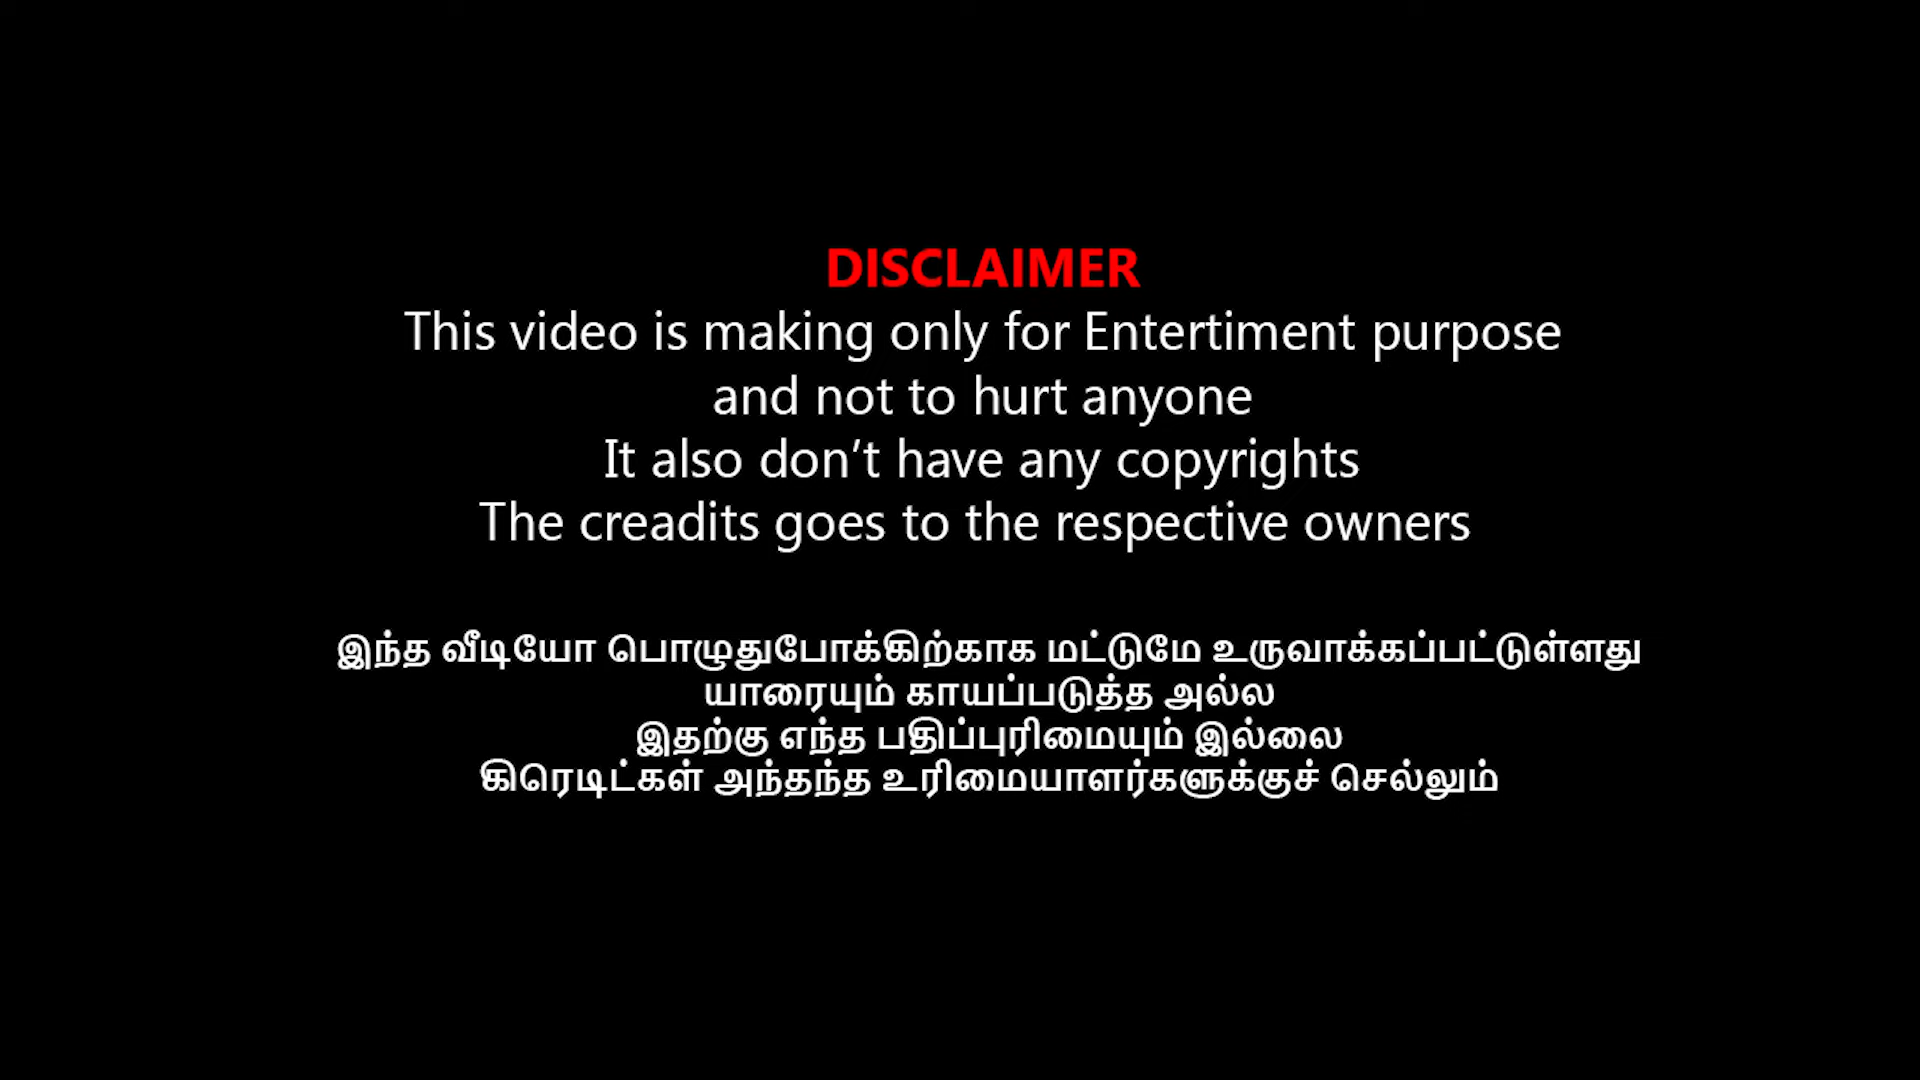 DISCLAIMER
This video is making only for Entertiment purpose
and not to hurt anyone
It also don’t have any copyrights
The creadits goes to the respective owners
இந்த வீடியோ பொழுதுபோக்கிற்காக மட்டுமே உருவாக்கப்பட்டுள்ளது
யாரையும் காயப்படுத்த அல்ல
இதற்கு எந்த பதிப்புரிமையும் இல்லை
கிரெடிட்கள் அந்தந்த உரிமையாளர்களுக்குச் செல்லும்